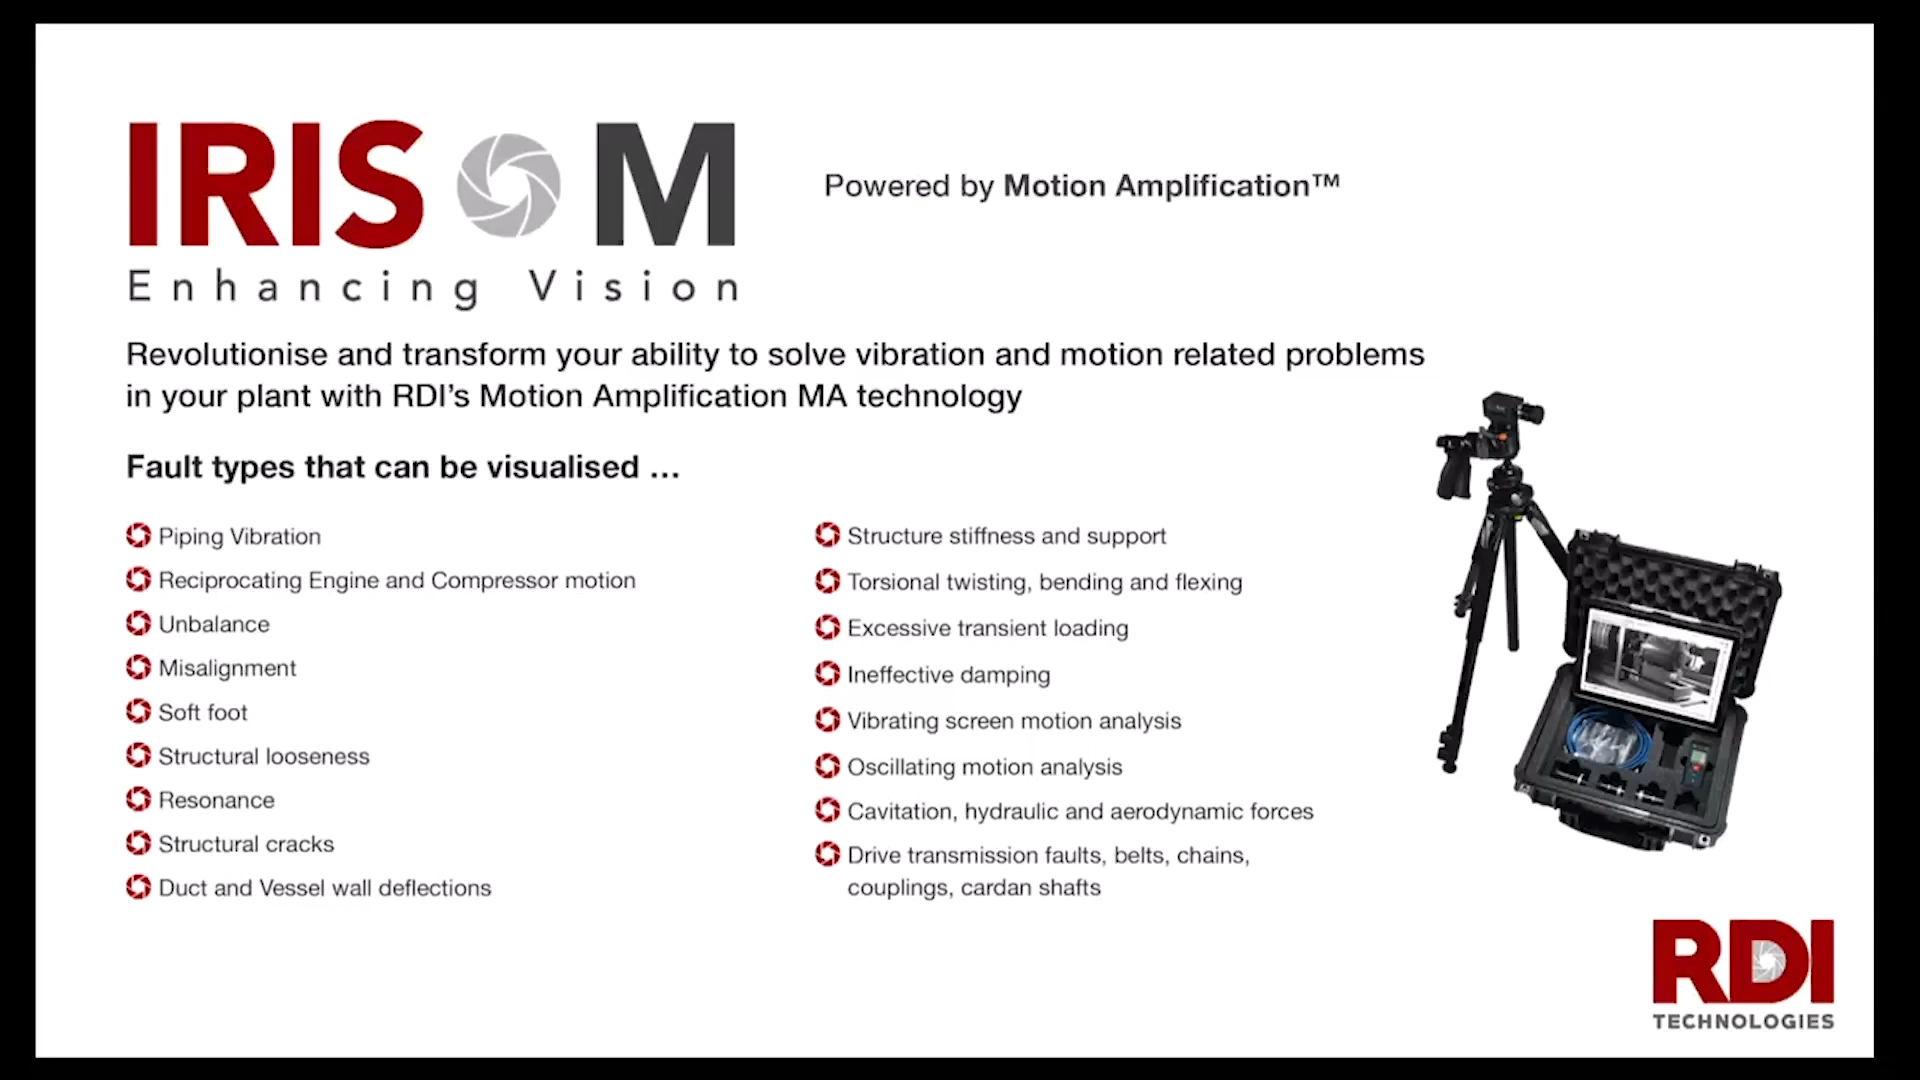 IRIS M
Enhancing Vision
Powered by Motion Amplification™
Revolutionise and transform your ability to solve vibration and motion related problems
in your plant with RDI’s Motion Amplification MA technology
Fault types that can be visualised ...
Piping Vibration
Reciprocating Engine and Compressor motion
Unbalance
Misalignment
Soft foot
Structural looseness
Resonance
Structural cracks
Duct and Vessel wall deflections
Structure stiffness and support
Torsional twisting, bending and flexing
Excessive transient loading
Ineffective damping
Vibrating screen motion analysis
Oscillating motion analysis
Cavitation, hydraulic and aerodynamic forces
Drive transmission faults, belts, chains,
couplings, cardan shafts
RDI
TECHNOLOGIES